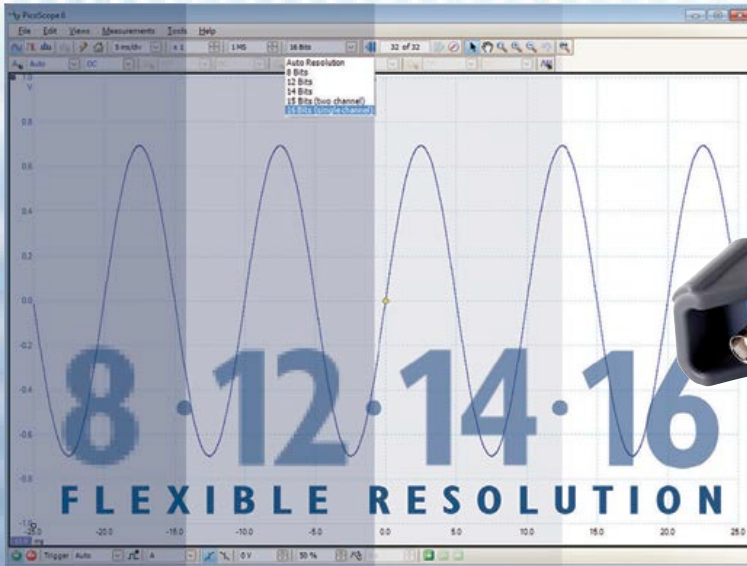 PicoScope 6
File Edit Views Measurements Tools Help
5 ms/div x 1 1 MS 16 Bits 32 of 32
A Auto DC
Auto Resolution
8 Bits
12 Bits
14 Bits
15 Bits (two channel)
16 Bits (single channel)
1.0
V
0.8
0.6
0.4
0.2
0.0
-0.2
-0.4
-0.6
-0.8
-1.0
8·12·14·16
FLEXIBLE RESOLUTION
-25.0 -20.0 -15.0 -10.0 -5.0 0.0 5.0 10.0 15.0 20.0 25.0
ms
Trigger Auto A 0 V 50 %